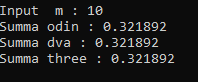 Input  m : 10
Summa odin : 0.321892
Summa dva : 0.321892
Summa three : 0.321892